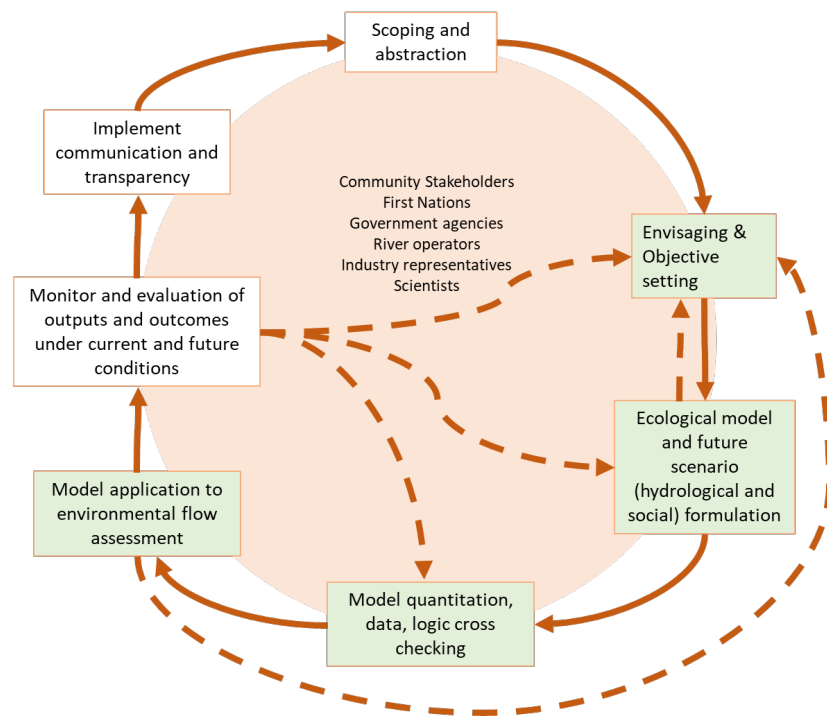 Scoping and
abstraction
Implement
communication and
transparency
Community Stakeholders
First Nations
Government agencies
River operators
Industry representatives
Scientists
Envisaging &
Objective
setting
Monitor and evaluation of
outputs and outcomes
under current and future
conditions
Ecological model
and future
scenario
(hydrological and
social) formulation
Model application to
environmental flow
assessment
Model quantitation,
data, logic cross
checking